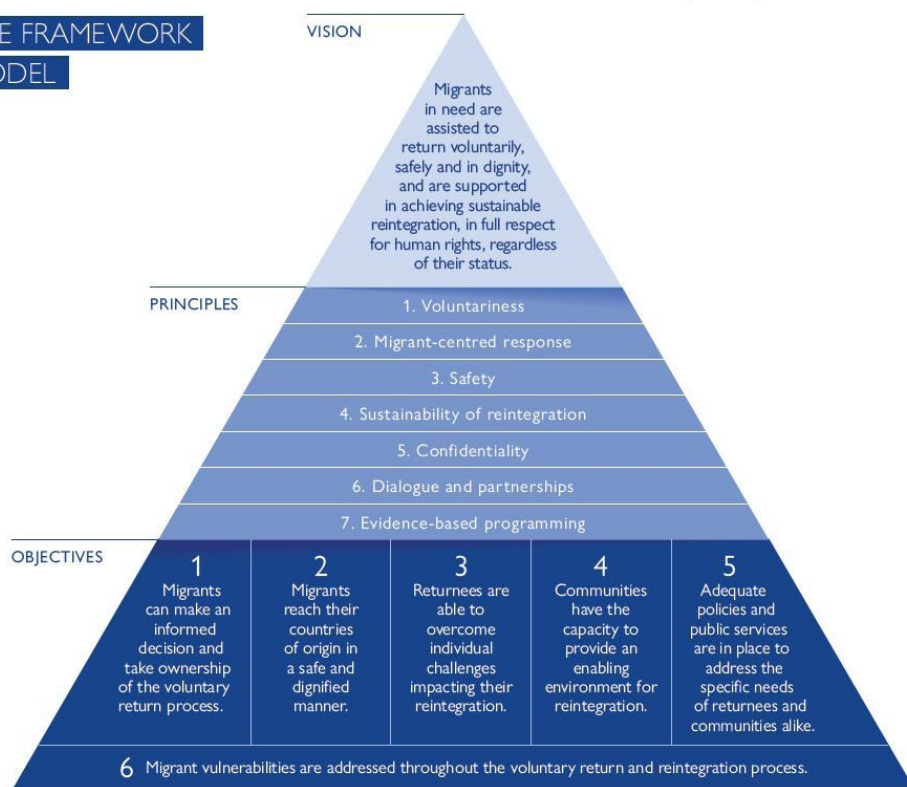 E FRAMEWORK
ODEL
VISION
Migrants
in need are
assisted to
return voluntarily,
safely and in dignity,
and are supported
in achieving sustainable
reintegration, in full respect
for human rights, regardless
of their status.
PRINCIPLES
1. Voluntariness
2. Migrant-centred response
3. Safety
4. Sustainability of reintegration
5. Confidentiality
6. Dialogue and partnerships
7. Evidence-based programming
OBJECTIVES
1
Migrants
can make an
informed
decision and
take ownership
of the voluntary
return process.
2
Migrants
reach their
countries
of origin in
a safe and
dignified
manner.
3
Returnees are
able to
overcome
individual
challenges
impacting their
reintegration.
4
Communities
have the
capacity to
provide an
enabling
environment for
reintegration.
5
Adequate
policies and
public services
are in place to
address the
specific needs
of returnees and
communities alike.
6 Migrant vulnerabilities are addressed throughout the voluntary return and reintegration process.